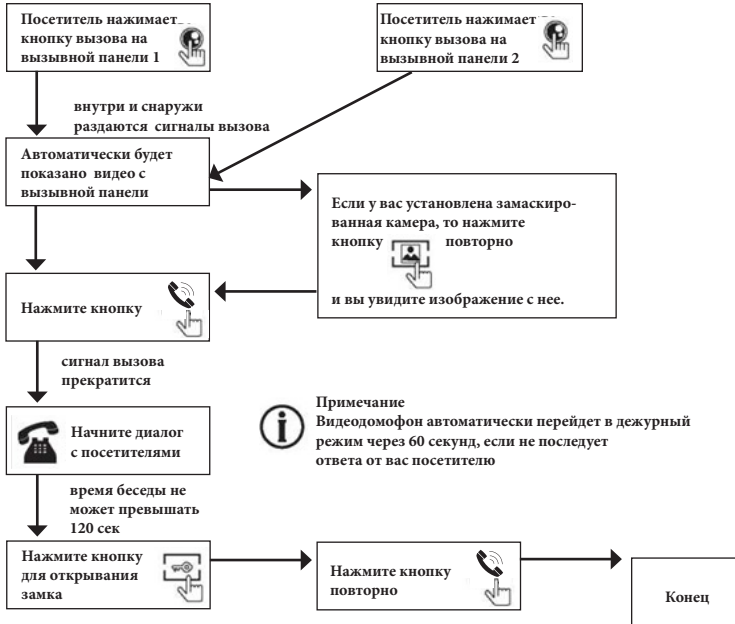 Посетитель нажимает
кнопку вызова на
вызывной панели 1
Посетитель нажимает
кнопку вызова на
вызывной панели 2
внутри и снаружи
раздаются сигналы вызова
Автоматически будет
показано видео с
вызывной панели
Если у вас установлена замаскиро-
ванная камера, то нажмите
кнопку повторно
и вы увидите изображение с нее.
Нажмите кнопку
сигнал вызова
прекратится
Примечание
Видеодомофон автоматически перейдет в дежурный
режим через 60 секунд, если не последует
ответа от вас посетителю
Начните диалог
с посетителями
время беседы не
может превышать
120 сек
Нажмите кнопку
для открывания
замка
Нажмите кнопку
повторно
Конец